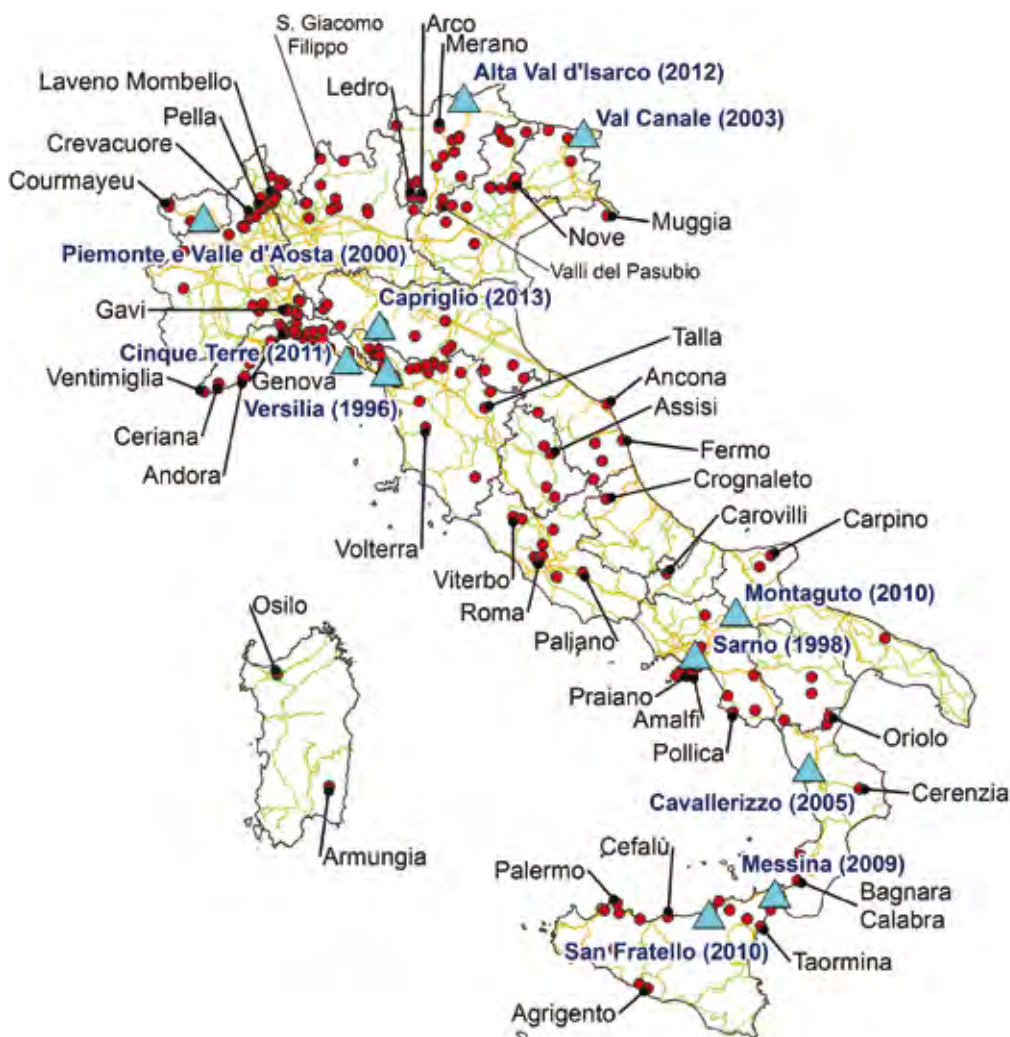 S. Giacomo
Filippo
Arco
Merano
Laveno Mombello
Ledro
Alta Val d'Isarco (2012)
Pella
Val Canale (2003)
Crevacuore
Courmayeu
Muggia
Nove
Piemonte e Valle d'Aosta (2000)
Valli del Pasubio
Capriglio (2013)
Gavi
Talla
Cinque Terre (2011)
Ventimiglia
Genova
Ancona
Versilia (1996)
Assisi
Ceriana
Fermo
Andora
Crognaleto
Volterra
Carovilli
Carpino
Viterbo
Roma
Montaguto (2010)
Osilo
Paljano
Sarno (1998)
Praiano
Amalfi
Pollica
Oriolo
Cavallerizzo (2005)
Cerenzia
Armungia
Cefalù
Palermo
Messina (2009)
Bagnara
Calabra
San Fratello (2010)
Taormina
Agrigento